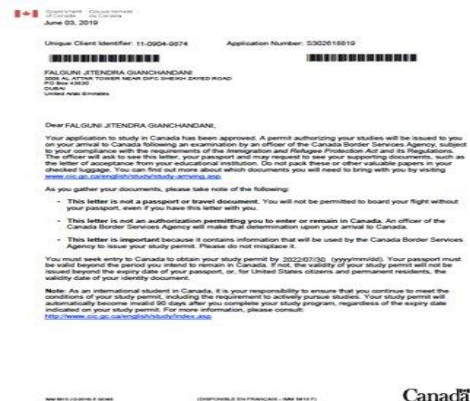 Government of Canada Gouvernement du Canada
June 03, 2019
Unique Client Identifier: 11-0904-9874 Application Number: S302618819
FALGUNI JITENDRA GIANCHANDANI
3005 AL ATTAR TOWER NEAR DIFC SHEIKH ZAYED ROAD
PO Box 43630
DUBAI
United Arab Emirates
Dear FALGUNI JITENDRA GIANCHANDANI,
Your application to study in Canada has been approved. A permit authorizing your studies will be issued to you
on your arrival to Canada following an examination by an officer of the Canada Border Services Agency, subject
to your compliance with the requirements of the Immigration and Refugee Protection Act and its Regulations.
The officer will ask to see this letter, your passport and may request to see your supporting documents, such as
the letter of acceptance from your educational institution. Do not pack these or other valuable papers in your
checked luggage. You can find out more about which documents you will need to bring with you by visiting
www.cic.gc.ca/english/study/study-arriving.asp.
As you gather your documents, please take note of the following:
- This letter is not a passport or travel document. You will not be permitted to board your flight without
your passport, even if you have this letter with you.
- This letter is not an authorization permitting you to enter or remain in Canada. An officer of the
Canada Border Services Agency will make that determination upon your arrival to Canada.
- This letter is important because it contains information that will be used by the Canada Border Services
Agency to issue your study permit. Please do not misplace it.
You must seek entry to Canada to obtain your study permit by 2022/07/30 (yyyy/mm/dd). Your passport must
be valid beyond the period you intend to remain in Canada. If not, the validity of your study permit will not be
issued beyond the expiry date of your passport, or, for United States citizens and permanent residents, the
validity date of your identity document.
Note: As an international student in Canada, it is your responsibility to ensure that you continue to meet the
conditions of your study permit, including the requirement to actively pursue studies. Your study permit will
automatically become invalid 90 days after you complete your study program, regardless of the expiry date
indicated on your study permit. For more information, please consult:
http://www.cic.gc.ca/english/study/index.asp.
(DISPONIBLE EN FRANÇAIS - IMM 5813 F)
Canada